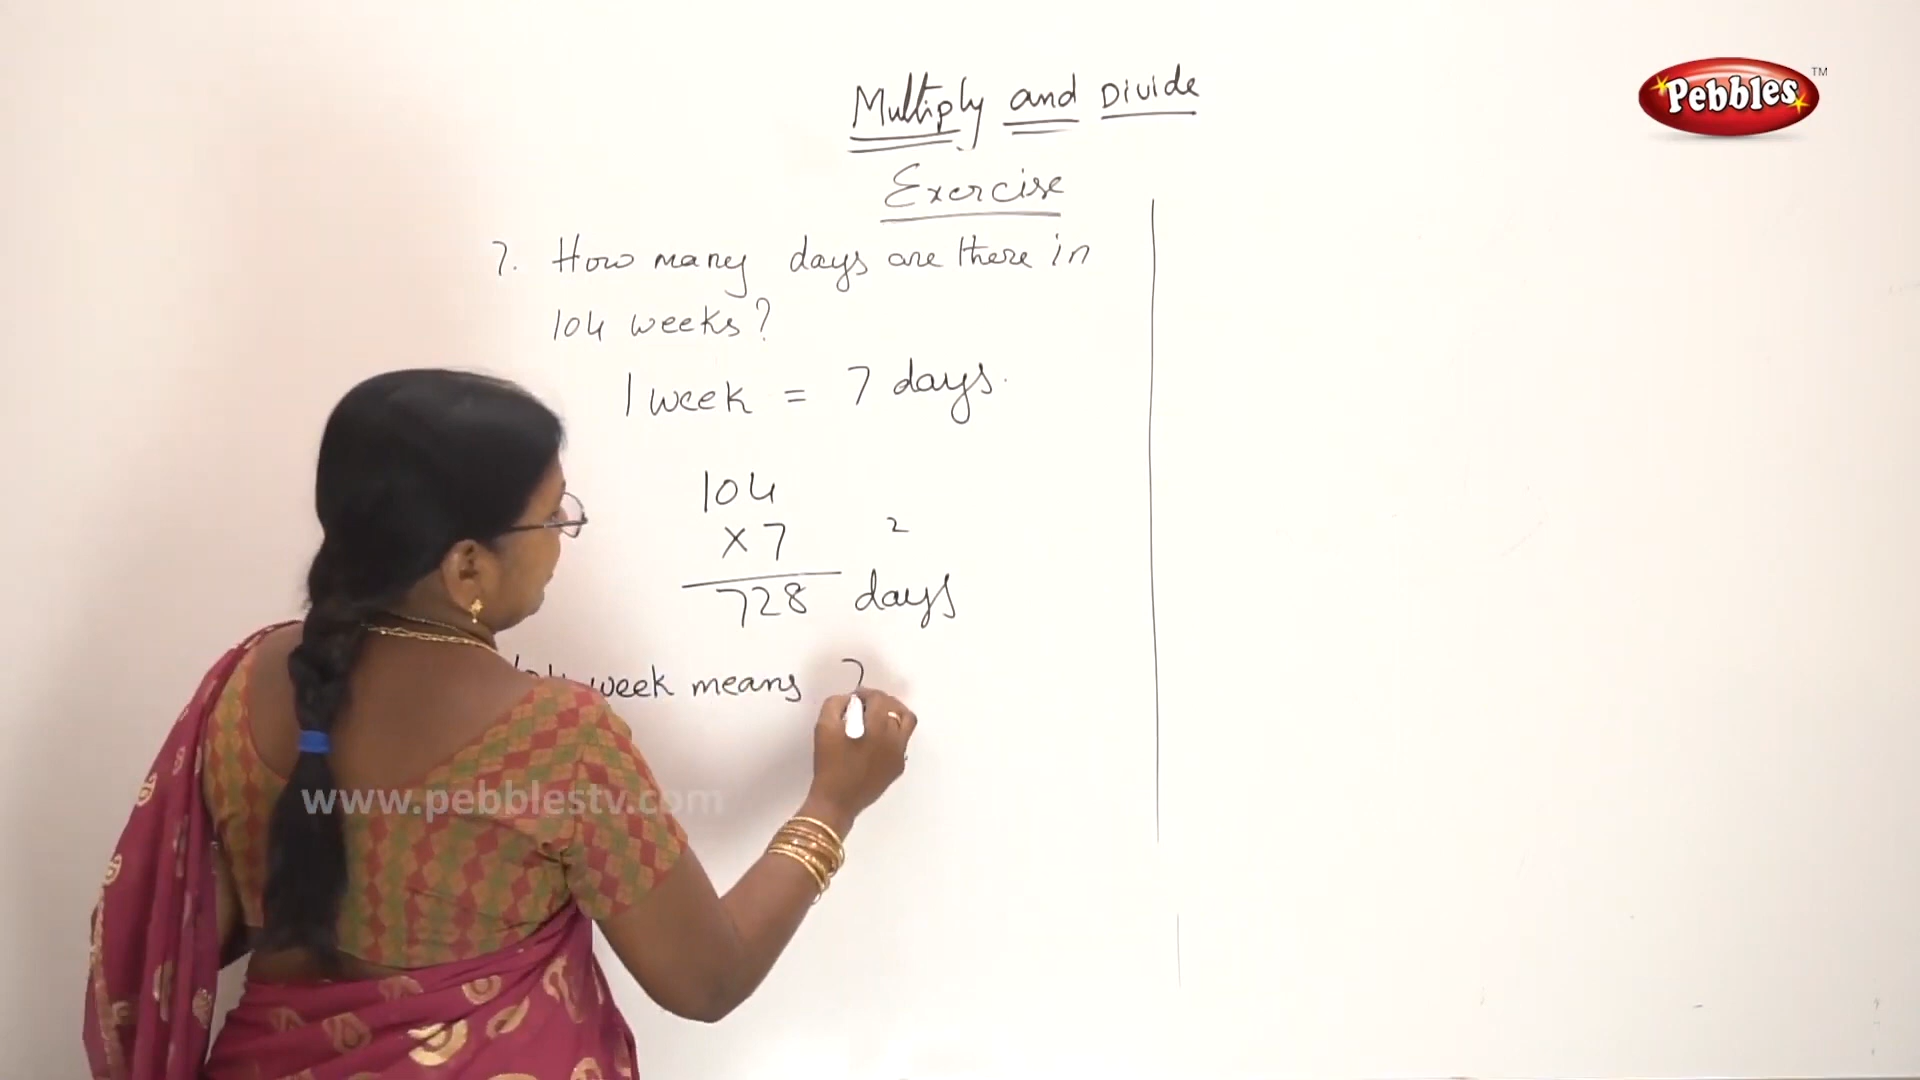 Multiply and Divide
Pebbles TM
Exercise
7. How many days are there in
104 weeks?
1 week = 7 days.
104
× 7 2
728 days
week means 7
www.pebblestv.com